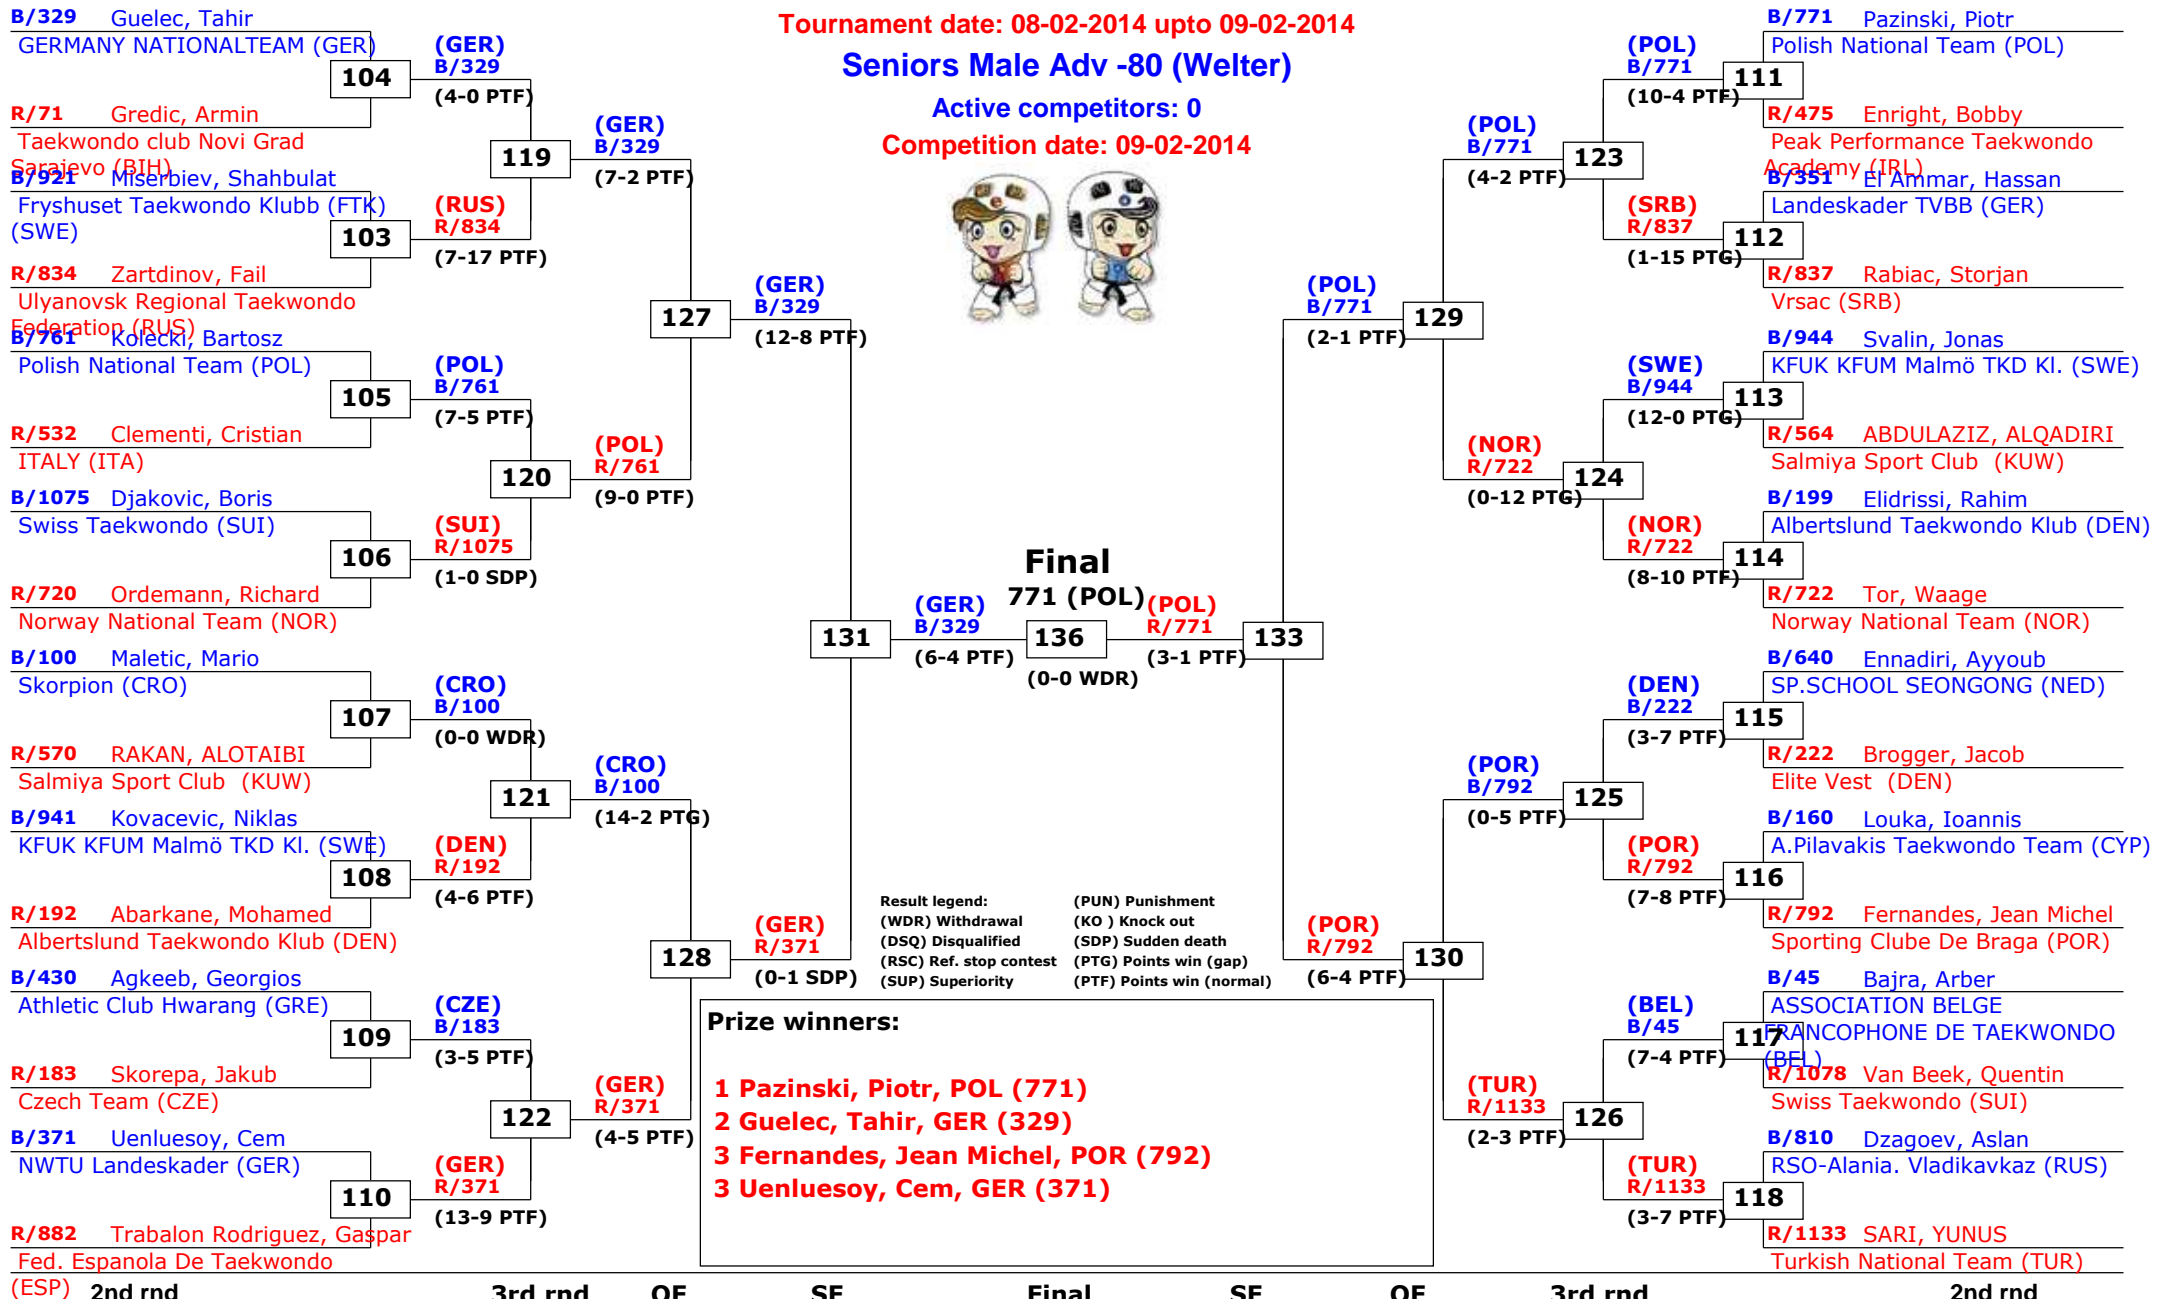 Tournament date: 08-02-2014 upto 09-02-2014
Seniors Male Adv -80 (Welter)
Active competitors: 0
Competition date: 09-02-2014
B/329 Guelec, Tahir
GERMANY NATIONALTEAM (GER)
104
R/71 Gredic, Armin
Taekwondo club Novi Grad
Sarajevo (BIH)
B/921 Miserbiev, Shahbulat
Fryshuset Taekwondo Klubb (FTK)
(SWE)
103
R/834 Zartdinov, Fail
Ulyanovsk Regional Taekwondo
Federation (RUS)
B/761 Kolecki, Bartosz
Polish National Team (POL)
105
R/532 Clementi, Cristian
ITALY (ITA)
B/1075 Djakovic, Boris
Swiss Taekwondo (SUI)
106
R/720 Ordemann, Richard
Norway National Team (NOR)
B/100 Maletic, Mario
Skorpion (CRO)
107
R/570 RAKAN, ALOTAIBI
Salmiya Sport Club (KUW)
B/941 Kovacevic, Niklas
KFUK KFUM Malmö TKD Kl. (SWE)
108
R/192 Abarkane, Mohamed
Albertslund Taekwondo Klub (DEN)
B/430 Agkeeb, Georgios
Athletic Club Hwarang (GRE)
109
R/183 Skorepa, Jakub
Czech Team (CZE)
B/371 Uenluesoy, Cem
NWTU Landeskader (GER)
110
R/882 Trabalon Rodriguez, Gaspar
Fed. Espanola De Taekwondo
(ESP)
(GER)
B/329
(4-0 PTF)
119
(RUS)
R/834
(7-17 PTF)
(POL)
B/761
(7-5 PTF)
120
(SUI)
R/1075
(1-0 SDP)
(CRO)
B/100
(0-0 WDR)
121
(DEN)
R/192
(4-6 PTF)
(CZE)
B/183
(3-5 PTF)
122
(GER)
R/371
(13-9 PTF)
(GER)
B/329
(7-2 PTF)
127
(POL)
R/761
(9-0 PTF)
(CRO)
B/100
(14-2 PTG)
128
(GER)
R/371
(4-5 PTF)
(GER)
B/329
(12-8 PTF)
131
(GER)
R/371
(0-1 SDP)
(GER)
B/329
(6-4 PTF)
Final
771 (POL)
136
(0-0 WDR)
(POL)
R/771
(3-1 PTF)
133
(POL)
B/771
(2-1 PTF)
129
(POR)
R/792
(6-4 PTF)
130
(POL)
B/771
(4-2 PTF)
123
(NOR)
R/722
(0-12 PTG)
124
(POR)
B/792
(0-5 PTF)
125
(TUR)
R/1133
(2-3 PTF)
126
(POL)
B/771
(10-4 PTF)
(SRB)
R/837
(1-15 PTG)
(SWE)
B/944
(12-0 PTG)
(NOR)
R/722
(8-10 PTF)
(DEN)
B/222
(3-7 PTF)
(POR)
R/792
(7-8 PTF)
(BEL)
B/45
(7-4 PTF)
(TUR)
R/1133
(3-7 PTF)
B/771 Pazinski, Piotr
Polish National Team (POL)
111
R/475 Enright, Bobby
Peak Performance Taekwondo
Academy (IRL)
B/351 El Ammar, Hassan
Landeskader TVBB (GER)
112
R/837 Rabiac, Storjan
Vrsac (SRB)
B/944 Svalin, Jonas
KFUK KFUM Malmö TKD Kl. (SWE)
113
R/564 ABDULAZIZ, ALQADIRI
Salmiya Sport Club (KUW)
B/199 Elidrissi, Rahim
Albertslund Taekwondo Klub (DEN)
114
R/722 Tor, Waage
Norway National Team (NOR)
B/640 Ennadiri, Ayyoub
SP.SCHOOL SEONGONG (NED)
115
R/222 Brogger, Jacob
Elite Vest (DEN)
B/160 Louka, Ioannis
A.Pilavakis Taekwondo Team (CYP)
116
R/792 Fernandes, Jean Michel
Sporting Clube De Braga (POR)
B/45 Bajra, Arber
ASSOCIATION BELGE
FRANCOPHONE DE TAEKWONDO
(BEL)
117
R/1078 Van Beek, Quentin
Swiss Taekwondo (SUI)
B/810 Dzagoev, Aslan
RSO-Alania. Vladikavkaz (RUS)
118
R/1133 SARI, YUNUS
Turkish National Team (TUR)
Result legend: (PUN) Punishment
(WDR) Withdrawal (KO ) Knock out
(DSQ) Disqualified (SDP) Sudden death
(RSC) Ref. stop contest (PTG) Points win (gap)
(SUP) Superiority (PTF) Points win (normal)
Prize winners:
1 Pazinski, Piotr, POL (771)
2 Guelec, Tahir, GER (329)
3 Fernandes, Jean Michel, POR (792)
3 Uenluesoy, Cem, GER (371)
2nd rnd 3rd rnd QF SF Final SF QF 3rd rnd 2nd rnd